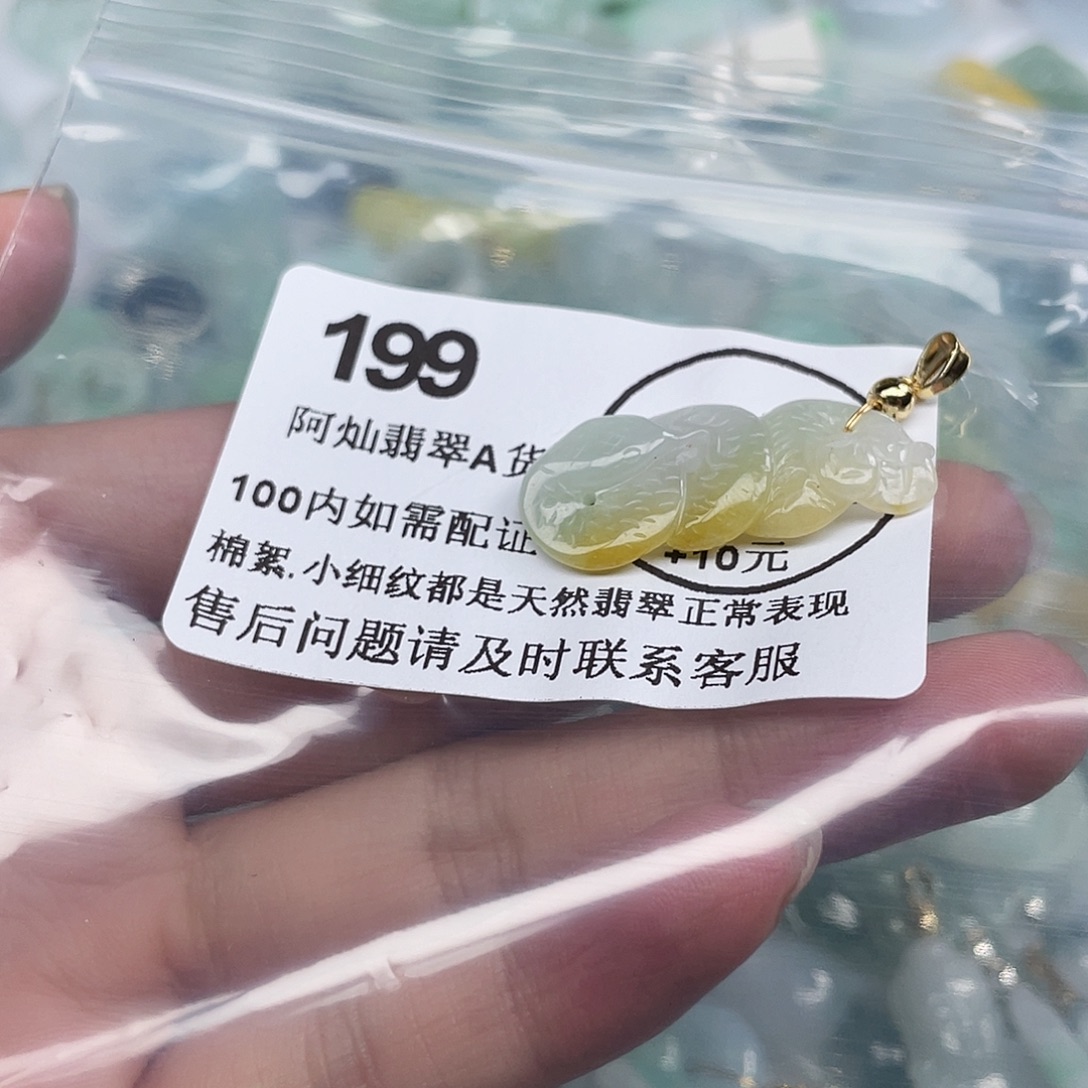 199
阿灿翡翠A货
100内如需配证 +10元
棉絮.小细纹都是天然翡翠正常表现
售后问题请及时联系客服